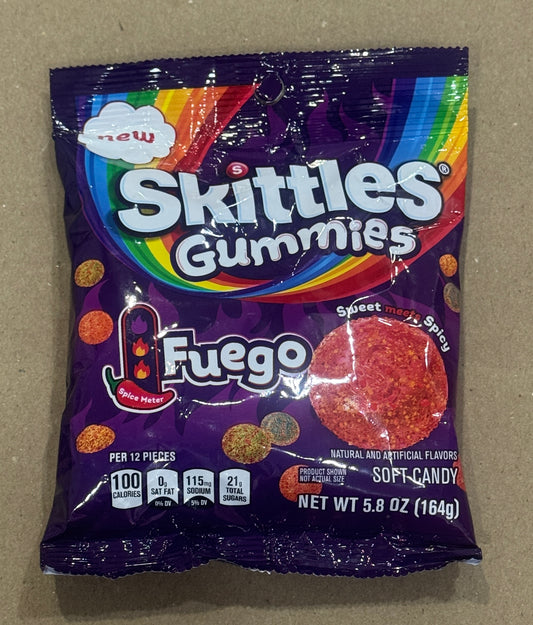 new
Skittles®
Gummies
Sweet meets Spicy
Fuego
Spice Meter
PER 12 PIECES
100 CALORIES
0g SAT FAT 0% DV
115mg SODIUM 5% DV
21g TOTAL SUGARS
NATURAL AND ARTIFICIAL FLAVORS
PRODUCT SHOWN
NOT ACTUAL SIZE
SOFT CANDY
NET WT 5.8 OZ (164g)